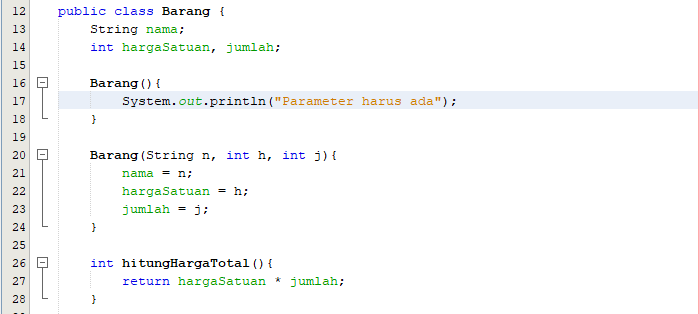 12 public class Barang {
13 String nama;
14 int hargaSatuan, jumlah;
15
16 Barang(){
17 System.out.println("Parameter harus ada");
18 }
19
20 Barang(String n, int h, int j){
21 nama = n;
22 hargaSatuan = h;
23 jumlah = j;
24 }
25
26 int hitungHargaTotal(){
27 return hargaSatuan * jumlah;
28 }